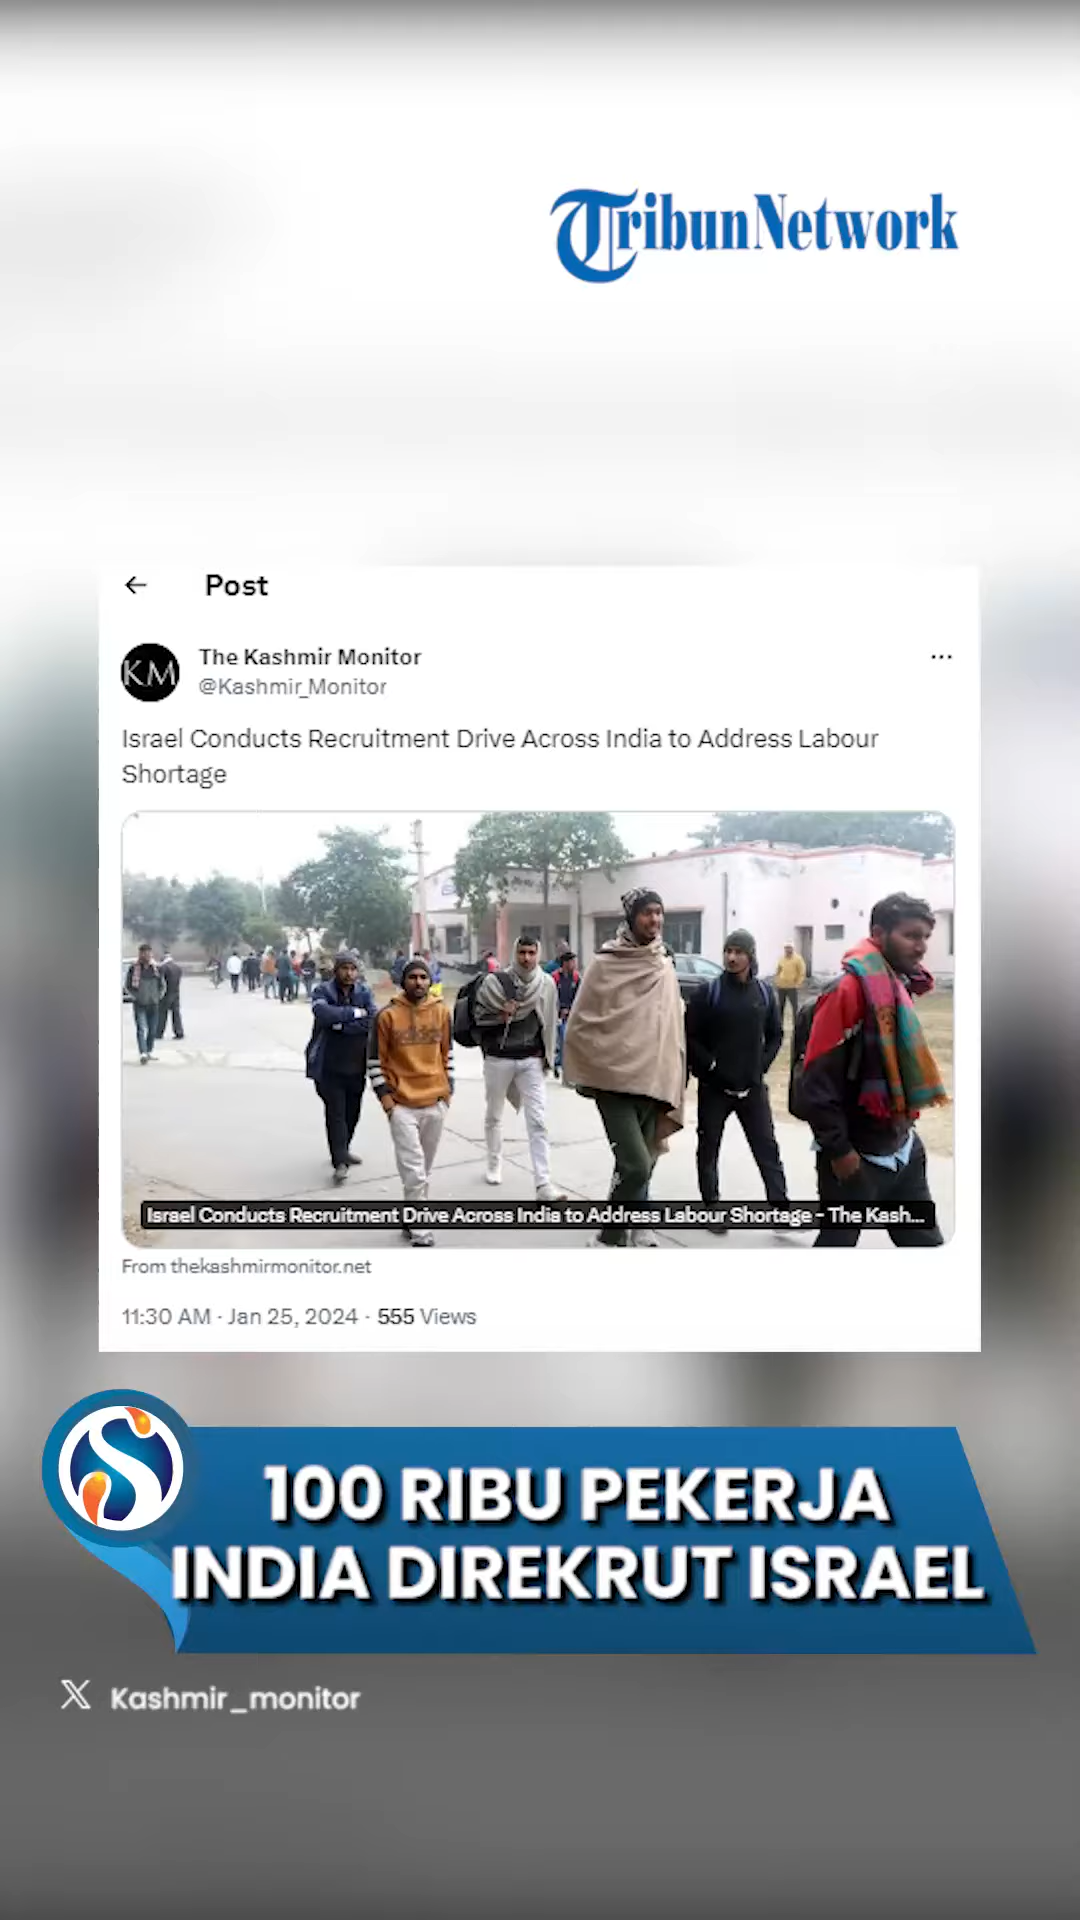 TribunNetwork
Post
KM
The Kashmir Monitor
@Kashmir_Monitor
Israel Conducts Recruitment Drive Across India to Address Labour
Shortage
Israel Conducts Recruitment Drive Across India to Address Labour Shortage - The Kash...
From thekashmirmonitor.net
11:30 AM · Jan 25, 2024 · 555 Views
100 RIBU PEKERJA
INDIA DIREKRUT ISRAEL
X Kashmir_monitor